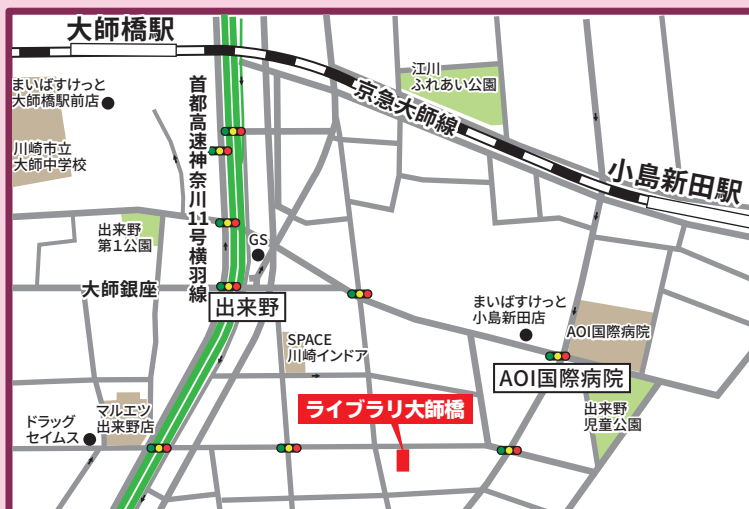 大師橋駅
まいばすけっと
大師橋駅前店
川崎市立
大師中学校
首都高速神奈川11号横羽線
江川
ふれあい公園
京急大師線
小島新田駅
出来野
第1公園
GS
大師銀座
出来野
まいばすけっと
小島新田店
AOI国際病院
SPACE
川崎インドア
AOI国際病院
ライブラリ大師橋
出来野
児童公園
マルエツ
出来野店
ドラッグ
セイムス